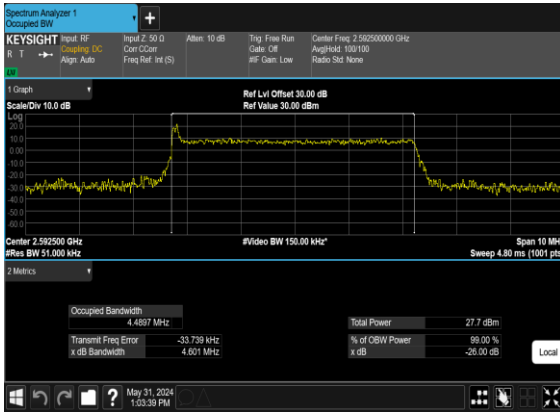 Spectrum Analyzer 1
Occupied BW
+
KEYSIGHT Input: RF Input Z: 50 Ω Atten: 10 dB Trig: Free Run Center Freq: 2.592500000 GHz
R T Coupling: DC Corr CCorr Gate: Off Avg|Hold: 100/100
Align: Auto Freq Ref: Int (S) #IF Gain: Low Radio Std: None
LW
1 Graph
Ref Lvl Offset 30.00 dB
Scale/Div 10.0 dB Ref Value 30.00 dBm
Log
20.0
10.0
0.00
-10.0
-20.0
-30.0
-40.0
-50.0
-60.0
Center 2.592500 GHz #Video BW 150.00 kHz* Span 10 MH
#Res BW 51.000 kHz Sweep 4.80 ms (1001 pts
2 Metrics
Occupied Bandwidth
4.4897 MHz Total Power 27.7 dBm
Transmit Freq Error -33.739 kHz % of OBW Power 99.00 %
x dB Bandwidth 4.601 MHz x dB -26.00 dB
Local
? May 31, 2024
1:03:39 PM